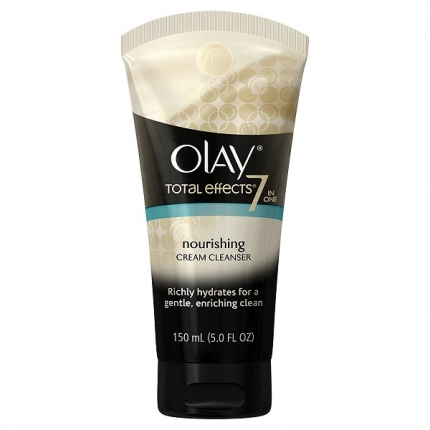 OLAY
TOTAL effects® 7 IN ONE
nourishing
CREAM CLEANSER
Richly hydrates for a
gentle, enriching clean
150 mL (5.0 FL OZ)